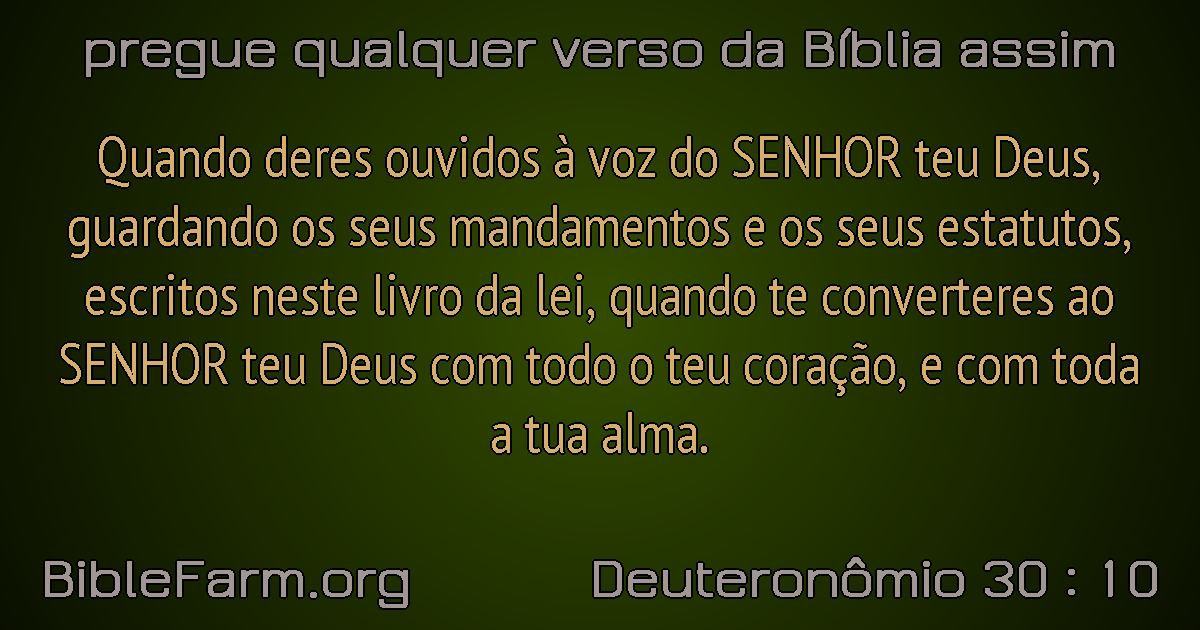 pregue qualquer verso da Bíblia assim
Quando deres ouvidos à voz do SENHOR teu Deus,
guardando os seus mandamentos e os seus estatutos,
escritos neste livro da lei, quando te converteres ao
SENHOR teu Deus com todo o teu coração, e com toda
a tua alma.
BibleFarm.org
Deuteronômio 30 : 10